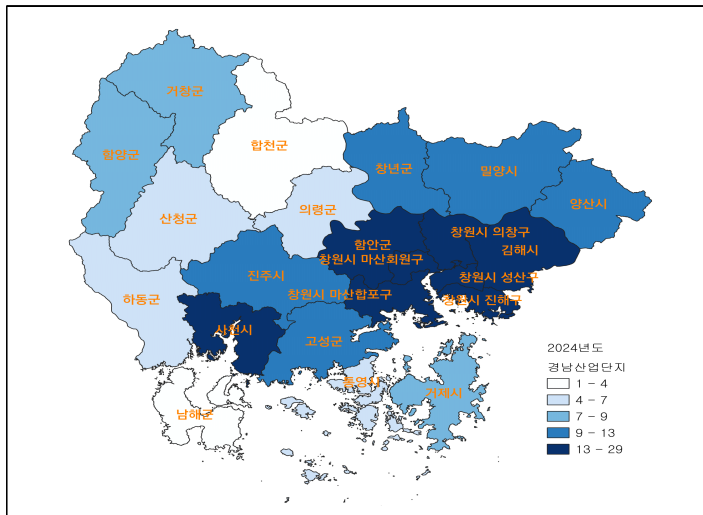 거창군
함양군
합천군
창녕군
밀양시
양산시
산청군
의령군
함안군
창원시 의창구
김해시
창원시 마산회원구
진주시
창원시 성산구
하동군
창원시 마산합포구
창원시 진해구
사천시
고성군
통영시
거제시
남해군
2024년도
경남산업단지
1 - 4
4 - 7
7 - 9
9 - 13
13 - 29